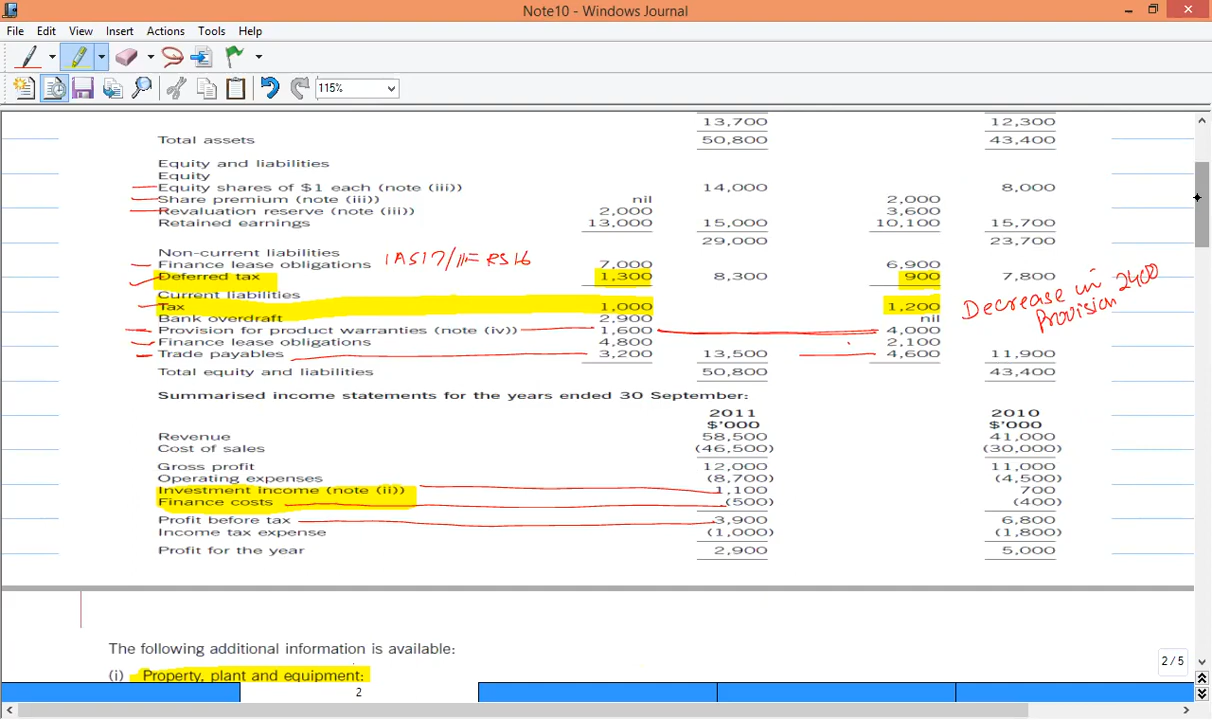 Note10 - Windows Journal
File Edit View Insert Actions Tools Help
115%
13,700 12,300
Total assets 50,800 43,400
Equity and liabilities
Equity
Equity shares of $1 each (note (iii)) 14,000 8,000
Share premium (note (iii)) nil 2,000
Revaluation reserve (note (iii)) 2,000 3,600
Retained earnings 13,000 15,000 10,100 15,700
29,000 23,700
Non-current liabilities
Finance lease obligations IAS17/IFRS16 7,000 6,900
Deferred tax 1,300 8,300 900 7,800
Current liabilities
Tax 1,000 1,200
Decrease in 2400
Provision
Bank overdraft 2,900 nil
Provision for product warranties (note (iv)) 1,600 4,000
Finance lease obligations 4,800 2,100
Trade payables 3,200 13,500 4,600 11,900
Total equity and liabilities 50,800 43,400
Summarised income statements for the years ended 30 September:
2011 2010
$'000 $'000
Revenue 58,500 41,000
Cost of sales (46,500) (30,000)
Gross profit 12,000 11,000
Operating expenses (8,700) (4,500)
Investment income (note (ii)) 1,100 700
Finance costs (500) (400)
Profit before tax 3,900 6,800
Income tax expense (1,000) (1,800)
Profit for the year 2,900 5,000
The following additional information is available:
2 / 5
(i) Property, plant and equipment:
2